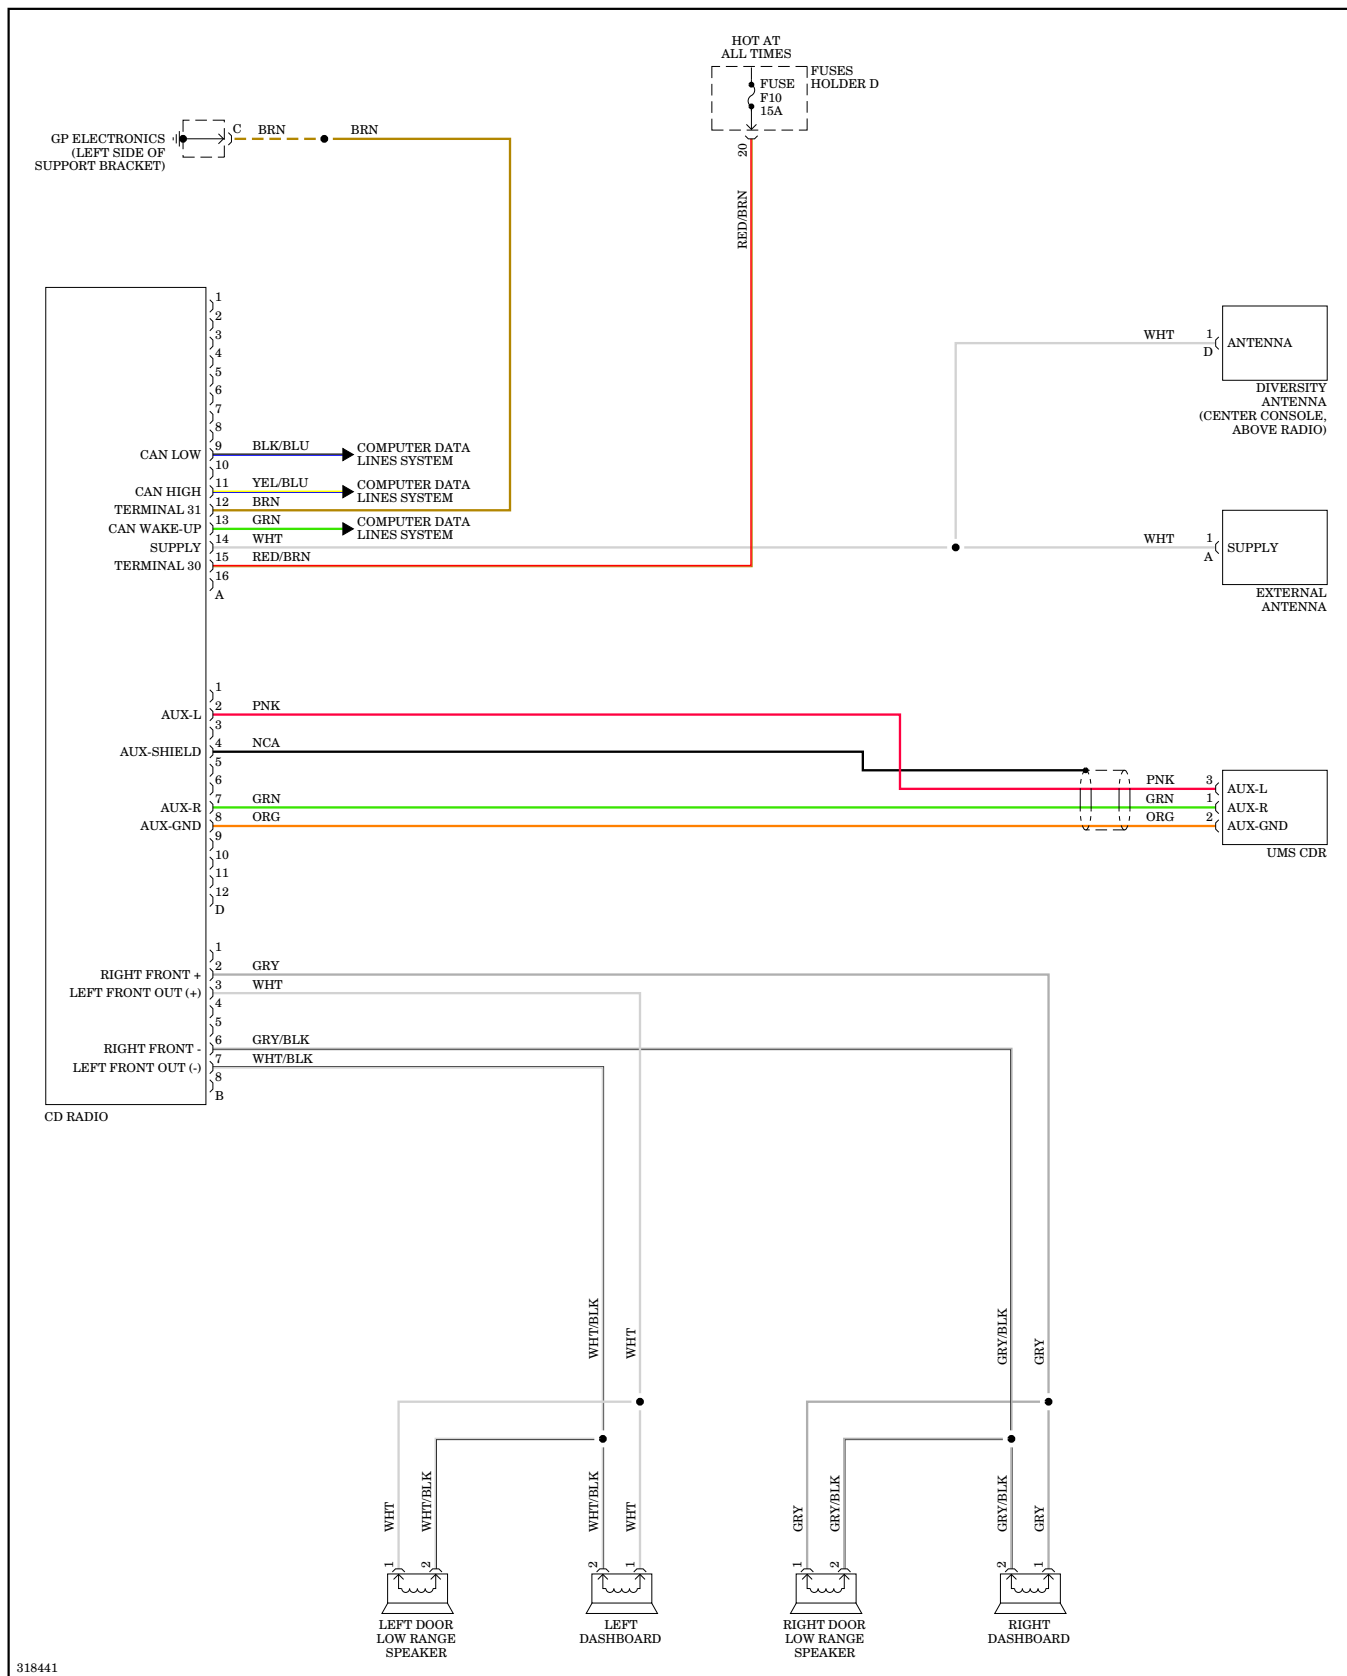 HOT AT
ALL TIMES
FUSE
F10
15A
FUSES
HOLDER D
20
RED/BRN
GP ELECTRONICS
(LEFT SIDE OF
SUPPORT BRACKET)
C
BRN
BRN
1
2
3
4
5
6
7
8
CAN LOW
9
BLK/BLU
COMPUTER DATA
LINES SYSTEM
10
CAN HIGH
11
YEL/BLU
COMPUTER DATA
LINES SYSTEM
TERMINAL 31
12
BRN
CAN WAKE-UP
13
GRN
COMPUTER DATA
LINES SYSTEM
SUPPLY
14
WHT
TERMINAL 30
15
RED/BRN
16
A
WHT
1
D
ANTENNA
DIVERSITY
ANTENNA
(CENTER CONSOLE,
ABOVE RADIO)
WHT
1
A
SUPPLY
EXTERNAL
ANTENNA
1
AUX-L
2
PNK
3
AUX-SHIELD
4
NCA
5
6
AUX-R
7
GRN
AUX-GND
8
ORG
9
10
11
12
D
PNK
3
AUX-L
GRN
1
AUX-R
ORG
2
AUX-GND
UMS CDR
1
RIGHT FRONT +
2
GRY
LEFT FRONT OUT (+)
3
WHT
4
5
RIGHT FRONT -
6
GRY/BLK
LEFT FRONT OUT (-)
7
WHT/BLK
8
B
CD RADIO
WHT/BLK
WHT
GRY/BLK
GRY
WHT
WHT/BLK
WHT/BLK
WHT
GRY
GRY/BLK
GRY/BLK
GRY
1
2
2
1
1
2
2
1
LEFT DOOR
LOW RANGE
SPEAKER
LEFT
DASHBOARD
RIGHT DOOR
LOW RANGE
SPEAKER
RIGHT
DASHBOARD
318441